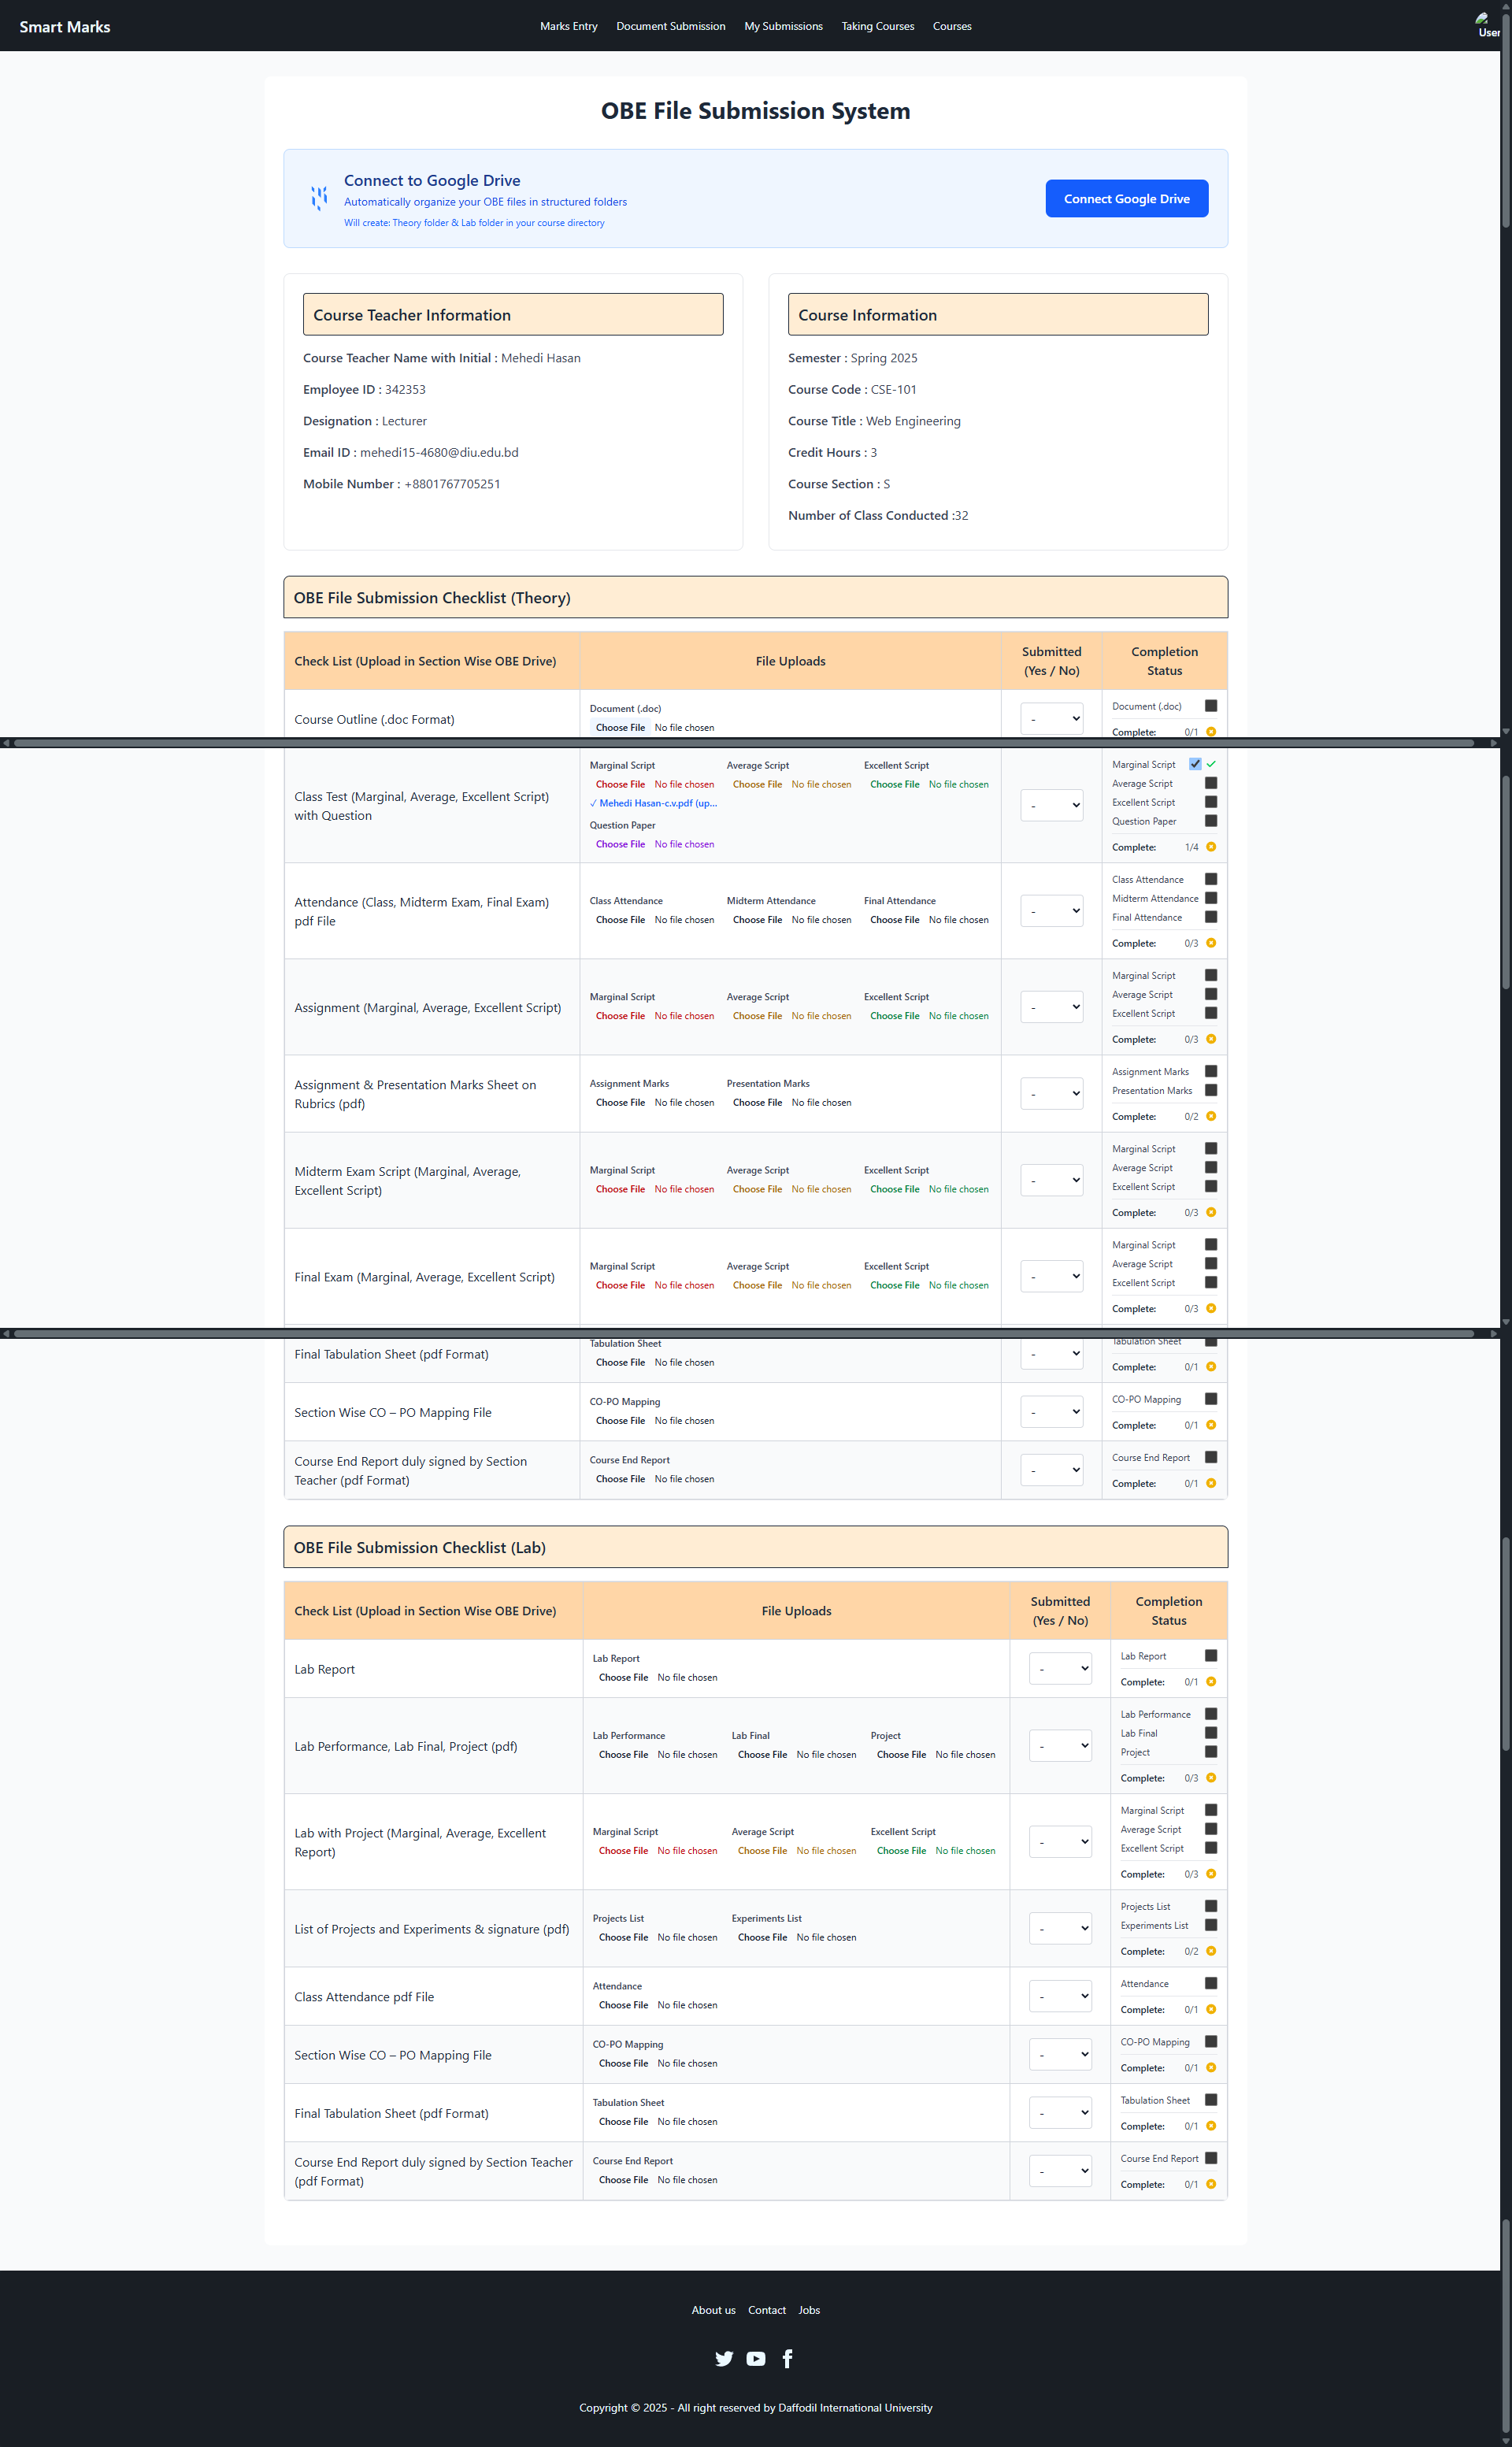 Smart Marks
Marks Entry Document Submission My Submissions Taking Courses Courses
User
OBE File Submission System
Connect to Google Drive
Automatically organize your OBE files in structured folders
Will create: Theory folder & Lab folder in your course directory
Connect Google Drive
Course Teacher Information
Course Teacher Name with Initial : Mehedi Hasan
Employee ID : 342353
Designation : Lecturer
Email ID : mehedi15-4680@diu.edu.bd
Mobile Number : +8801767705251
Course Information
Semester : Spring 2025
Course Code : CSE-101
Course Title : Web Engineering
Credit Hours : 3
Course Section : S
Number of Class Conducted :32
OBE File Submission Checklist (Theory)
Check List (Upload in Section Wise OBE Drive)
File Uploads
Submitted
(Yes / No)
Completion
Status
Course Outline (.doc Format)
Document (.doc)
Choose File No file chosen
-
Document (.doc)
Complete: 0/1
Class Test (Marginal, Average, Excellent Script)
with Question
Marginal Script Average Script Excellent Script
Choose File No file chosen Choose File No file chosen Choose File No file chosen
✓ Mehedi Hasan-c.v.pdf (up...
Question Paper
Choose File No file chosen
-
Marginal Script
Average Script
Excellent Script
Question Paper
Complete: 1/4
Attendance (Class, Midterm Exam, Final Exam)
pdf File
Class Attendance Midterm Attendance Final Attendance
Choose File No file chosen Choose File No file chosen Choose File No file chosen
-
Class Attendance
Midterm Attendance
Final Attendance
Complete: 0/3
Assignment (Marginal, Average, Excellent Script)
Marginal Script Average Script Excellent Script
Choose File No file chosen Choose File No file chosen Choose File No file chosen
-
Marginal Script
Average Script
Excellent Script
Complete: 0/3
Assignment & Presentation Marks Sheet on
Rubrics (pdf)
Assignment Marks Presentation Marks
Choose File No file chosen Choose File No file chosen
-
Assignment Marks
Presentation Marks
Complete: 0/2
Midterm Exam Script (Marginal, Average,
Excellent Script)
Marginal Script Average Script Excellent Script
Choose File No file chosen Choose File No file chosen Choose File No file chosen
-
Marginal Script
Average Script
Excellent Script
Complete: 0/3
Final Exam (Marginal, Average, Excellent Script)
Marginal Script Average Script Excellent Script
Choose File No file chosen Choose File No file chosen Choose File No file chosen
-
Marginal Script
Average Script
Excellent Script
Complete: 0/3
Final Tabulation Sheet (pdf Format)
Tabulation Sheet
Choose File No file chosen
-
Tabulation Sheet
Complete: 0/1
Section Wise CO – PO Mapping File
CO-PO Mapping
Choose File No file chosen
-
CO-PO Mapping
Complete: 0/1
Course End Report duly signed by Section
Teacher (pdf Format)
Course End Report
Choose File No file chosen
-
Course End Report
Complete: 0/1
OBE File Submission Checklist (Lab)
Check List (Upload in Section Wise OBE Drive)
File Uploads
Submitted
(Yes / No)
Completion
Status
Lab Report
Lab Report
Choose File No file chosen
-
Lab Report
Complete: 0/1
Lab Performance, Lab Final, Project (pdf)
Lab Performance Lab Final Project
Choose File No file chosen Choose File No file chosen Choose File No file chosen
-
Lab Performance
Lab Final
Project
Complete: 0/3
Lab with Project (Marginal, Average, Excellent
Report)
Marginal Script Average Script Excellent Script
Choose File No file chosen Choose File No file chosen Choose File No file chosen
-
Marginal Script
Average Script
Excellent Script
Complete: 0/3
List of Projects and Experiments & signature (pdf)
Projects List Experiments List
Choose File No file chosen Choose File No file chosen
-
Projects List
Experiments List
Complete: 0/2
Class Attendance pdf File
Attendance
Choose File No file chosen
-
Attendance
Complete: 0/1
Section Wise CO – PO Mapping File
CO-PO Mapping
Choose File No file chosen
-
CO-PO Mapping
Complete: 0/1
Final Tabulation Sheet (pdf Format)
Tabulation Sheet
Choose File No file chosen
-
Tabulation Sheet
Complete: 0/1
Course End Report duly signed by Section Teacher
(pdf Format)
Course End Report
Choose File No file chosen
-
Course End Report
Complete: 0/1
About us Contact Jobs
Copyright © 2025 - All right reserved by Daffodil International University